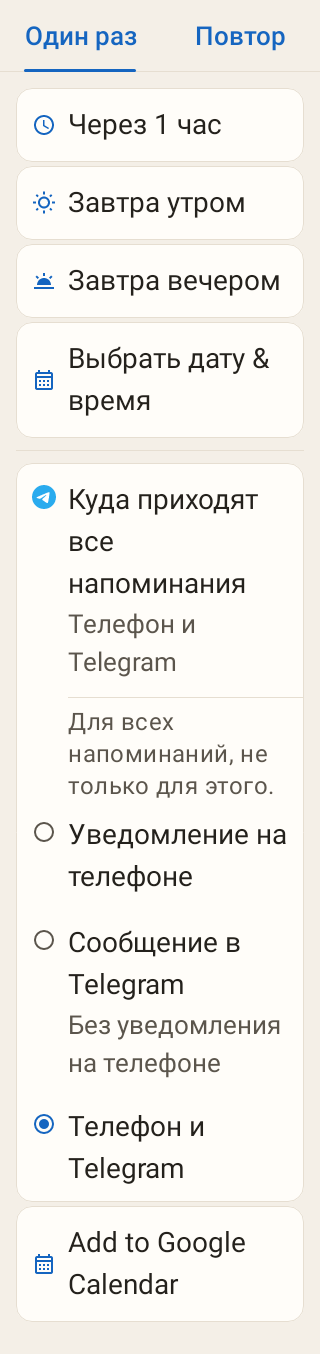 Один раз
Повтор
Через 1 час
Завтра утром
Завтра вечером
Выбрать дату &
время
Куда приходят
все
напоминания
Телефон и
Telegram
Для всех
напоминаний, не
только для этого.
Уведомление на
телефоне
Сообщение в
Telegram
Без уведомления
на телефоне
Телефон и
Telegram
Add to Google
Calendar